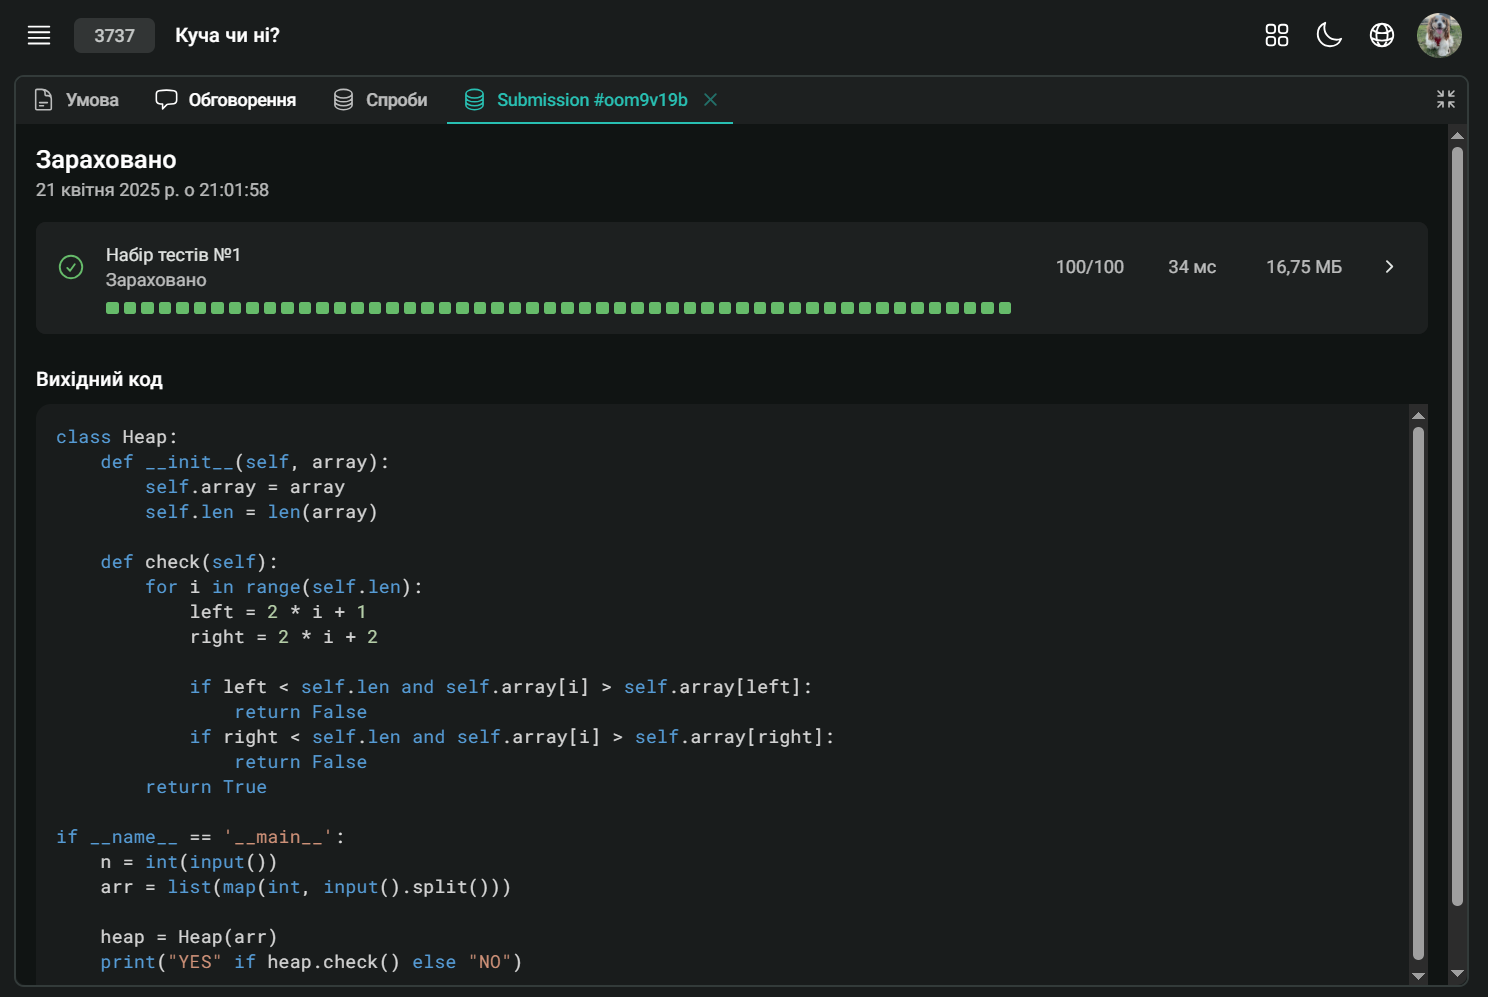 3737 Куча чи ні?
Умова Обговорення Спроби Submission #oom9v19b
Зараховано
21 квітня 2025 р. о 21:01:58
Набір тестів №1
Зараховано
100/100 34 мс 16,75 МБ
Вихідний код
class Heap:
    def __init__(self, array):
        self.array = array
        self.len = len(array)
    def check(self):
        for i in range(self.len):
            left = 2 * i + 1
            right = 2 * i + 2
            if left < self.len and self.array[i] > self.array[left]:
                return False
            if right < self.len and self.array[i] > self.array[right]:
                return False
        return True
if __name__ == '__main__':
    n = int(input())
    arr = list(map(int, input().split()))
    heap = Heap(arr)
    print("YES" if heap.check() else "NO")